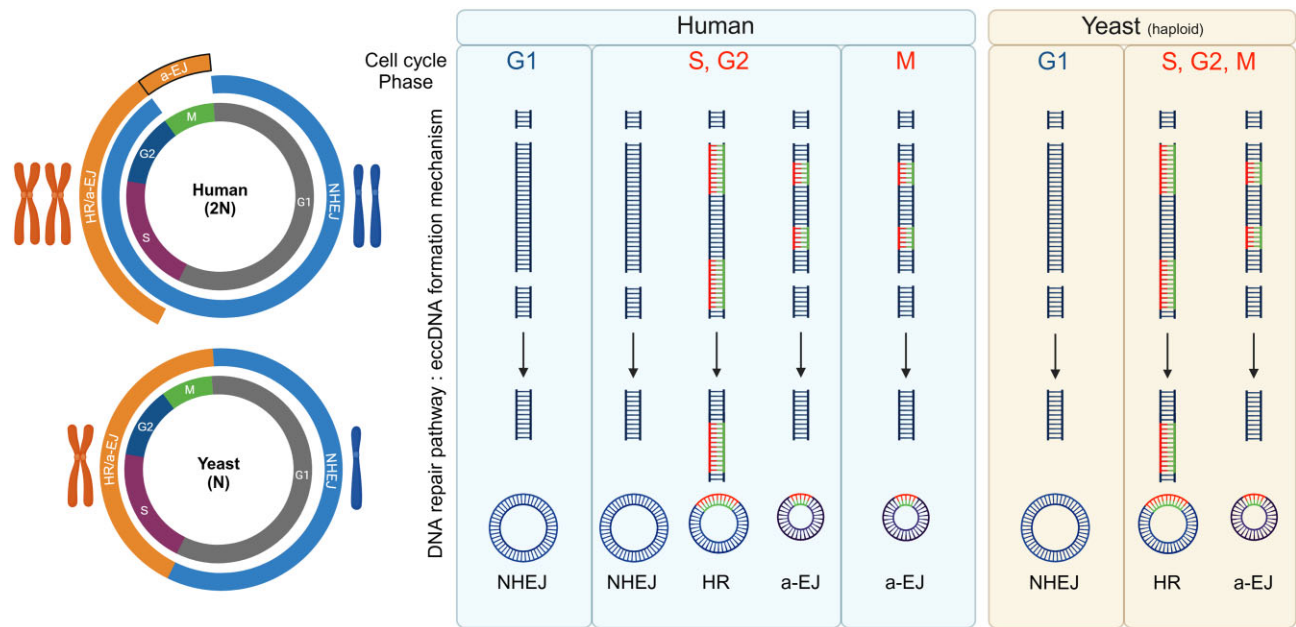 a-EJ
M
G2
HR/a-EJ
Human
(2N)
G1
NHEJ
S
M
G2
HR/a-EJ
Yeast
(N)
G1
NHEJ
S
Cell cycle
Phase
DNA repair pathway : eccDNA formation mechanism
Human
G1
S, G2
M
NHEJ
NHEJ
HR
a-EJ
a-EJ
Yeast (haploid)
G1
S, G2, M
NHEJ
HR
a-EJ